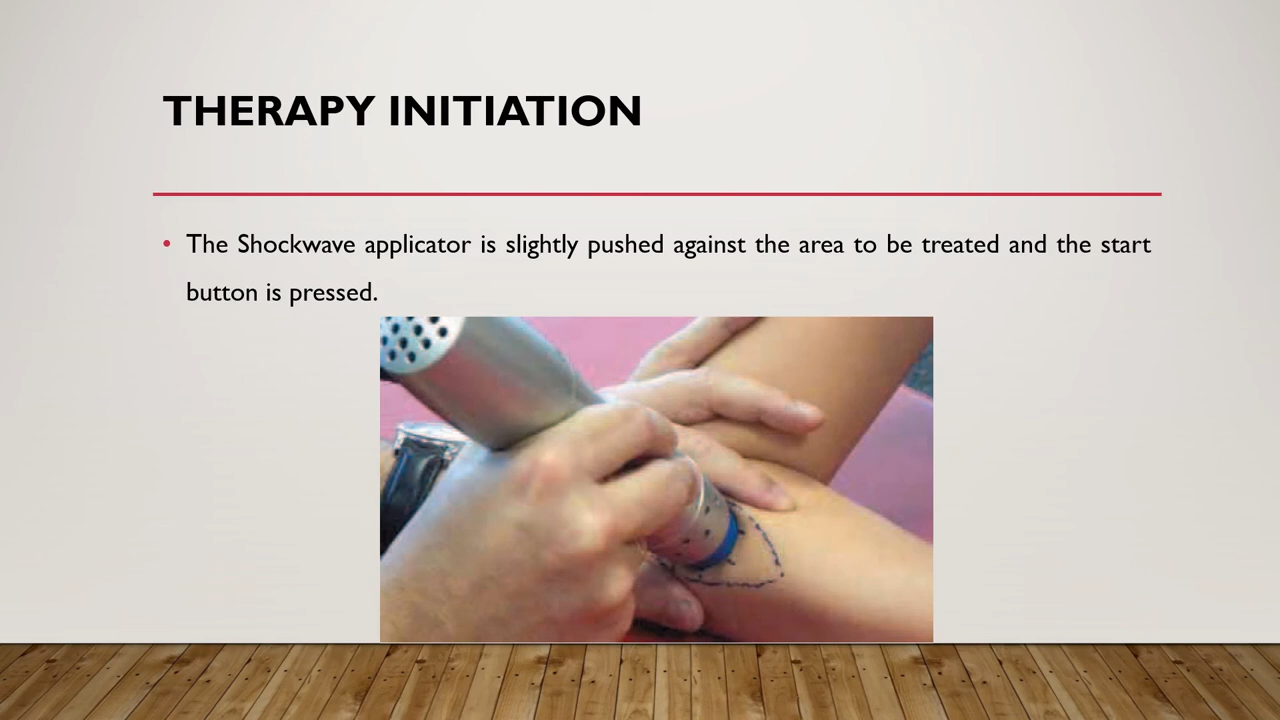 THERAPY INITIATION
• The Shockwave applicator is slightly pushed against the area to be treated and the start
button is pressed.